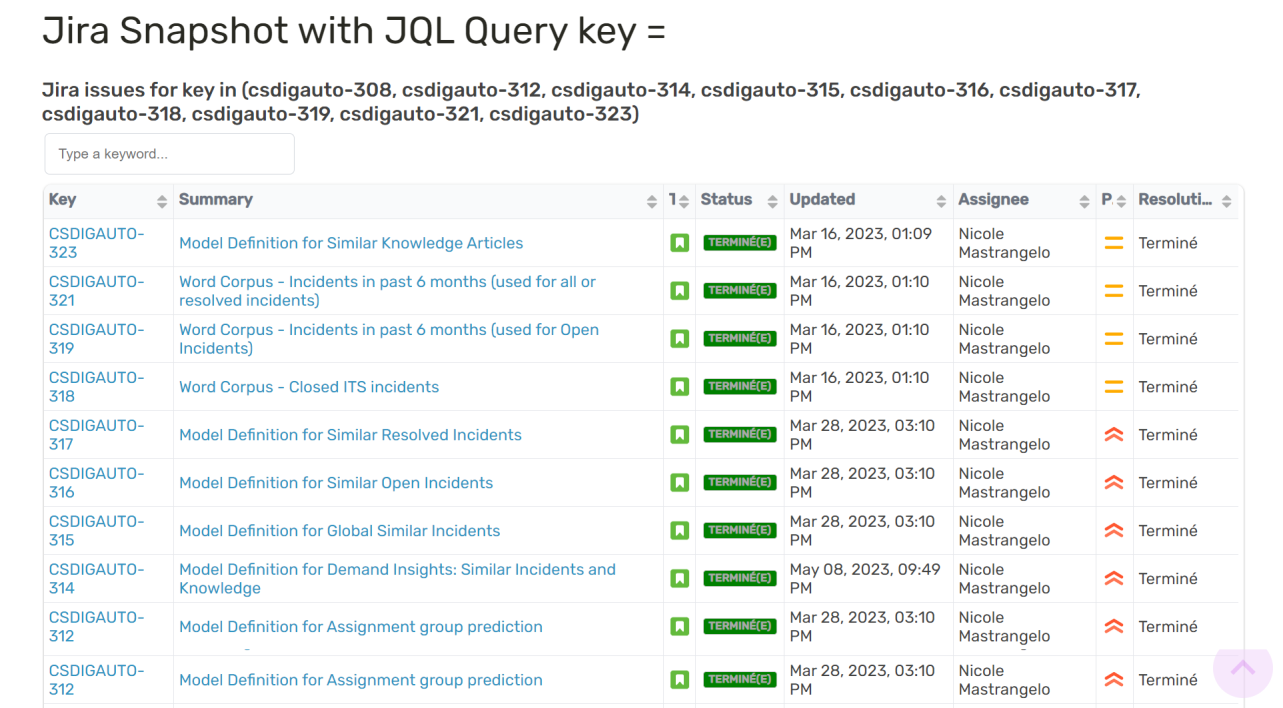 Jira Snapshot with JQL Query key =
Jira issues for key in (csdigauto-308, csdigauto-312, csdigauto-314, csdigauto-315, csdigauto-316, csdigauto-317,
csdigauto-318, csdigauto-319, csdigauto-321, csdigauto-323)
Type a keyword...
Key Summary Status Updated Assignee P. Resoluti...
CSDIGAUTO-
323
Model Definition for Similar Knowledge Articles
TERMINÉ(E)
Mar 16, 2023, 01:09
PM
Nicole
Mastrangelo
Terminé
CSDIGAUTO-
321
Word Corpus - Incidents in past 6 months (used for all or
resolved incidents)
TERMINÉ(E)
Mar 16, 2023, 01:10
PM
Nicole
Mastrangelo
Terminé
CSDIGAUTO-
319
Word Corpus - Incidents in past 6 months (used for Open
Incidents)
TERMINÉ(E)
Mar 16, 2023, 01:10
PM
Nicole
Mastrangelo
Terminé
CSDIGAUTO-
318
Word Corpus - Closed ITS incidents
TERMINÉ(E)
Mar 16, 2023, 01:10
PM
Nicole
Mastrangelo
Terminé
CSDIGAUTO-
317
Model Definition for Similar Resolved Incidents
TERMINÉ(E)
Mar 28, 2023, 03:10
PM
Nicole
Mastrangelo
Terminé
CSDIGAUTO-
316
Model Definition for Similar Open Incidents
TERMINÉ(E)
Mar 28, 2023, 03:10
PM
Nicole
Mastrangelo
Terminé
CSDIGAUTO-
315
Model Definition for Global Similar Incidents
TERMINÉ(E)
Mar 28, 2023, 03:10
PM
Nicole
Mastrangelo
Terminé
CSDIGAUTO-
314
Model Definition for Demand Insights: Similar Incidents and
Knowledge
TERMINÉ(E)
May 08, 2023, 09:49
PM
Nicole
Mastrangelo
Terminé
CSDIGAUTO-
312
Model Definition for Assignment group prediction
TERMINÉ(E)
Mar 28, 2023, 03:10
PM
Nicole
Mastrangelo
Terminé
CSDIGAUTO-
312
Model Definition for Assignment group prediction
TERMINÉ(E)
Mar 28, 2023, 03:10
PM
Nicole
Mastrangelo
Terminé